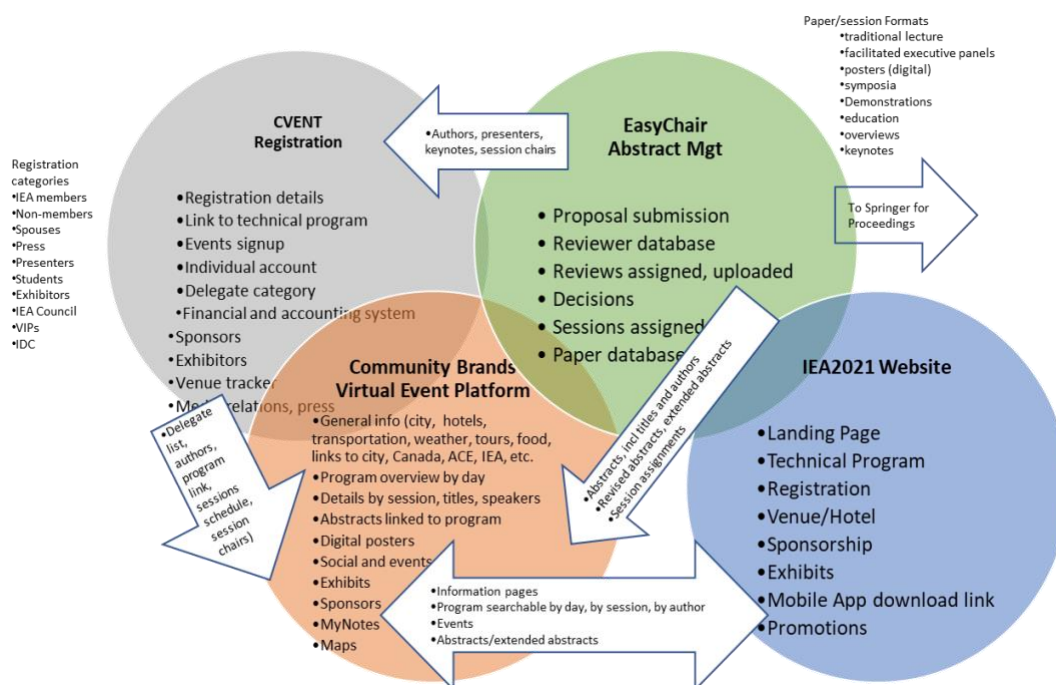 Paper/session Formats
•traditional lecture
•facilitated executive panels
•posters (digital)
•symposia
•Demonstrations
•education
•overviews
•keynotes
CVENT
Registration
•Registration details
•Link to technical program
•Events signup
•Individual account
•Delegate category
•Financial and accounting system
•Sponsors
•Exhibitors
•Venue tracker
relations, press
•Authors, presenters,
keynotes, session chairs
EasyChair
Abstract Mgt
• Proposal submission
• Reviewer database
• Reviews assigned, uploaded
• Decisions
• Sessions assigned
• Paper database
To Springer for
Proceedings
Registration
categories
•IEA members
•Non-members
•Spouses
•Press
•Presenters
•Students
•Exhibitors
•IEA Council
•VIPs
•IDC
Community Brands
Virtual Event Platform
•General info (city, hotels,
transportation, weather, tours, food,
links to city, Canada, ACE, IEA, etc.
•Program overview by day
•Details by session, titles, speakers
•Abstracts linked to program
•Digital posters
•Social and events
•Exhibits
•Sponsors
•MyNotes
•Maps
•Delegate
list,
authors,
program
link,
sessions
schedule,
session
chairs)
•Abstracts, incl titles and authors
•Revised abstracts, extended abstracts
•Session assignments
•Information pages
•Program searchable by day, by session, by author
•Events
•Abstracts/extended abstracts
IEA2021 Website
•Landing Page
•Technical Program
•Registration
•Venue/Hotel
•Sponsorship
•Exhibits
•Mobile App download link
•Promotions